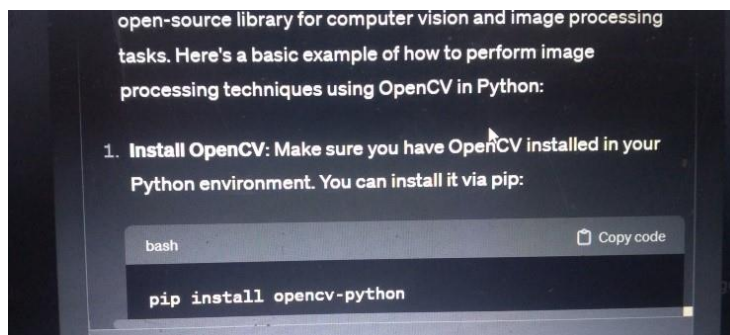 open-source library for computer vision and image processing
tasks. Here's a basic example of how to perform image
processing techniques using OpenCV in Python:
1. Install OpenCV: Make sure you have OpenCV installed in your
Python environment. You can install it via pip:
bash
Copy code
pip install opencv-python